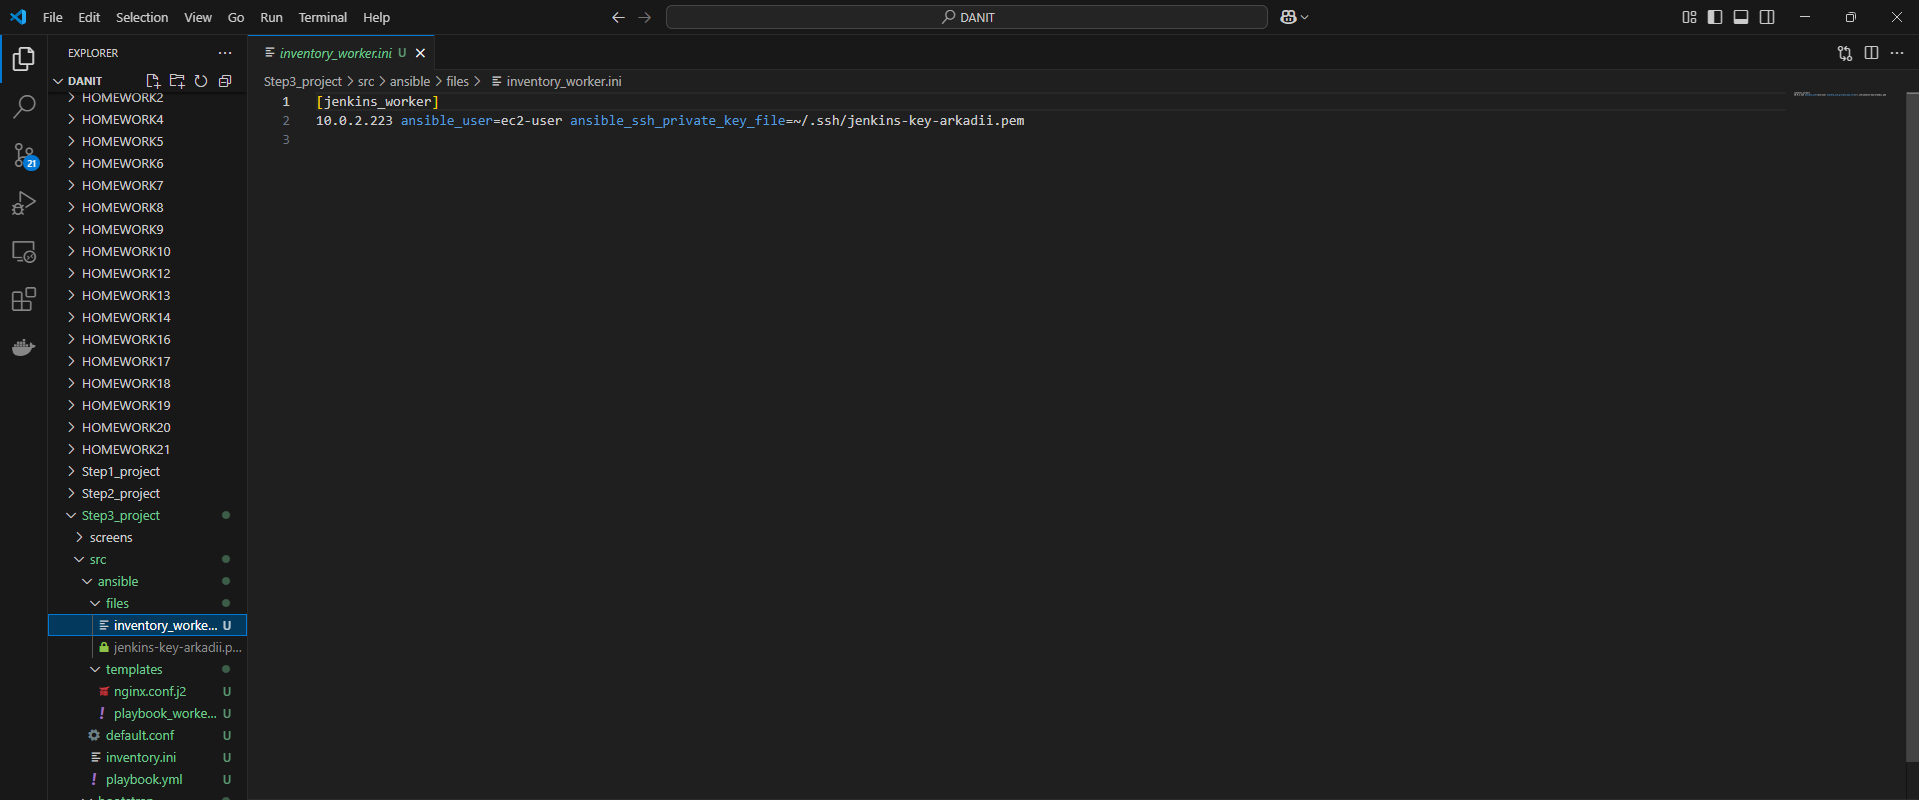 File Edit Selection View Go Run Terminal Help
DANIT
EXPLORER
DANIT
HOMEWORK2
HOMEWORK4
HOMEWORK5
HOMEWORK6
HOMEWORK7
HOMEWORK8
HOMEWORK9
HOMEWORK10
HOMEWORK12
HOMEWORK13
HOMEWORK14
HOMEWORK16
HOMEWORK17
HOMEWORK18
HOMEWORK19
HOMEWORK20
HOMEWORK21
Step1_project
Step2_project
Step3_project
screens
src
ansible
files
inventory_worke... U
jenkins-key-arkadii.p...
templates
nginx.conf.j2 U
playbook_worke... U
default.conf U
inventory.ini U
playbook.yml U
bootstrap
21
inventory_worker.ini U
Step3_project > src > ansible > files > inventory_worker.ini
1 [jenkins_worker]
2 10.0.2.223 ansible_user=ec2-user ansible_ssh_private_key_file=~/.ssh/jenkins-key-arkadii.pem
3